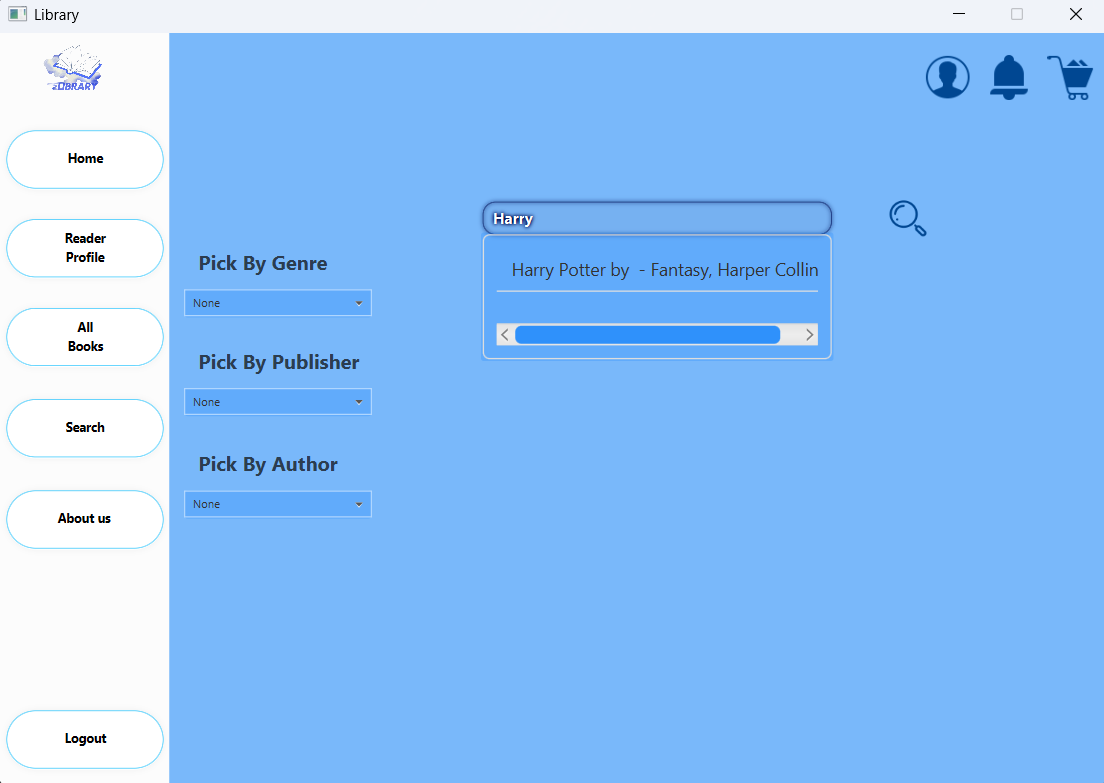 Library
eLIBRARY
Home
Reader
Profile
All
Books
Search
About us
Logout
Harry
Harry Potter by  - Fantasy, Harper Collin
Pick By Genre
None
Pick By Publisher
None
Pick By Author
None